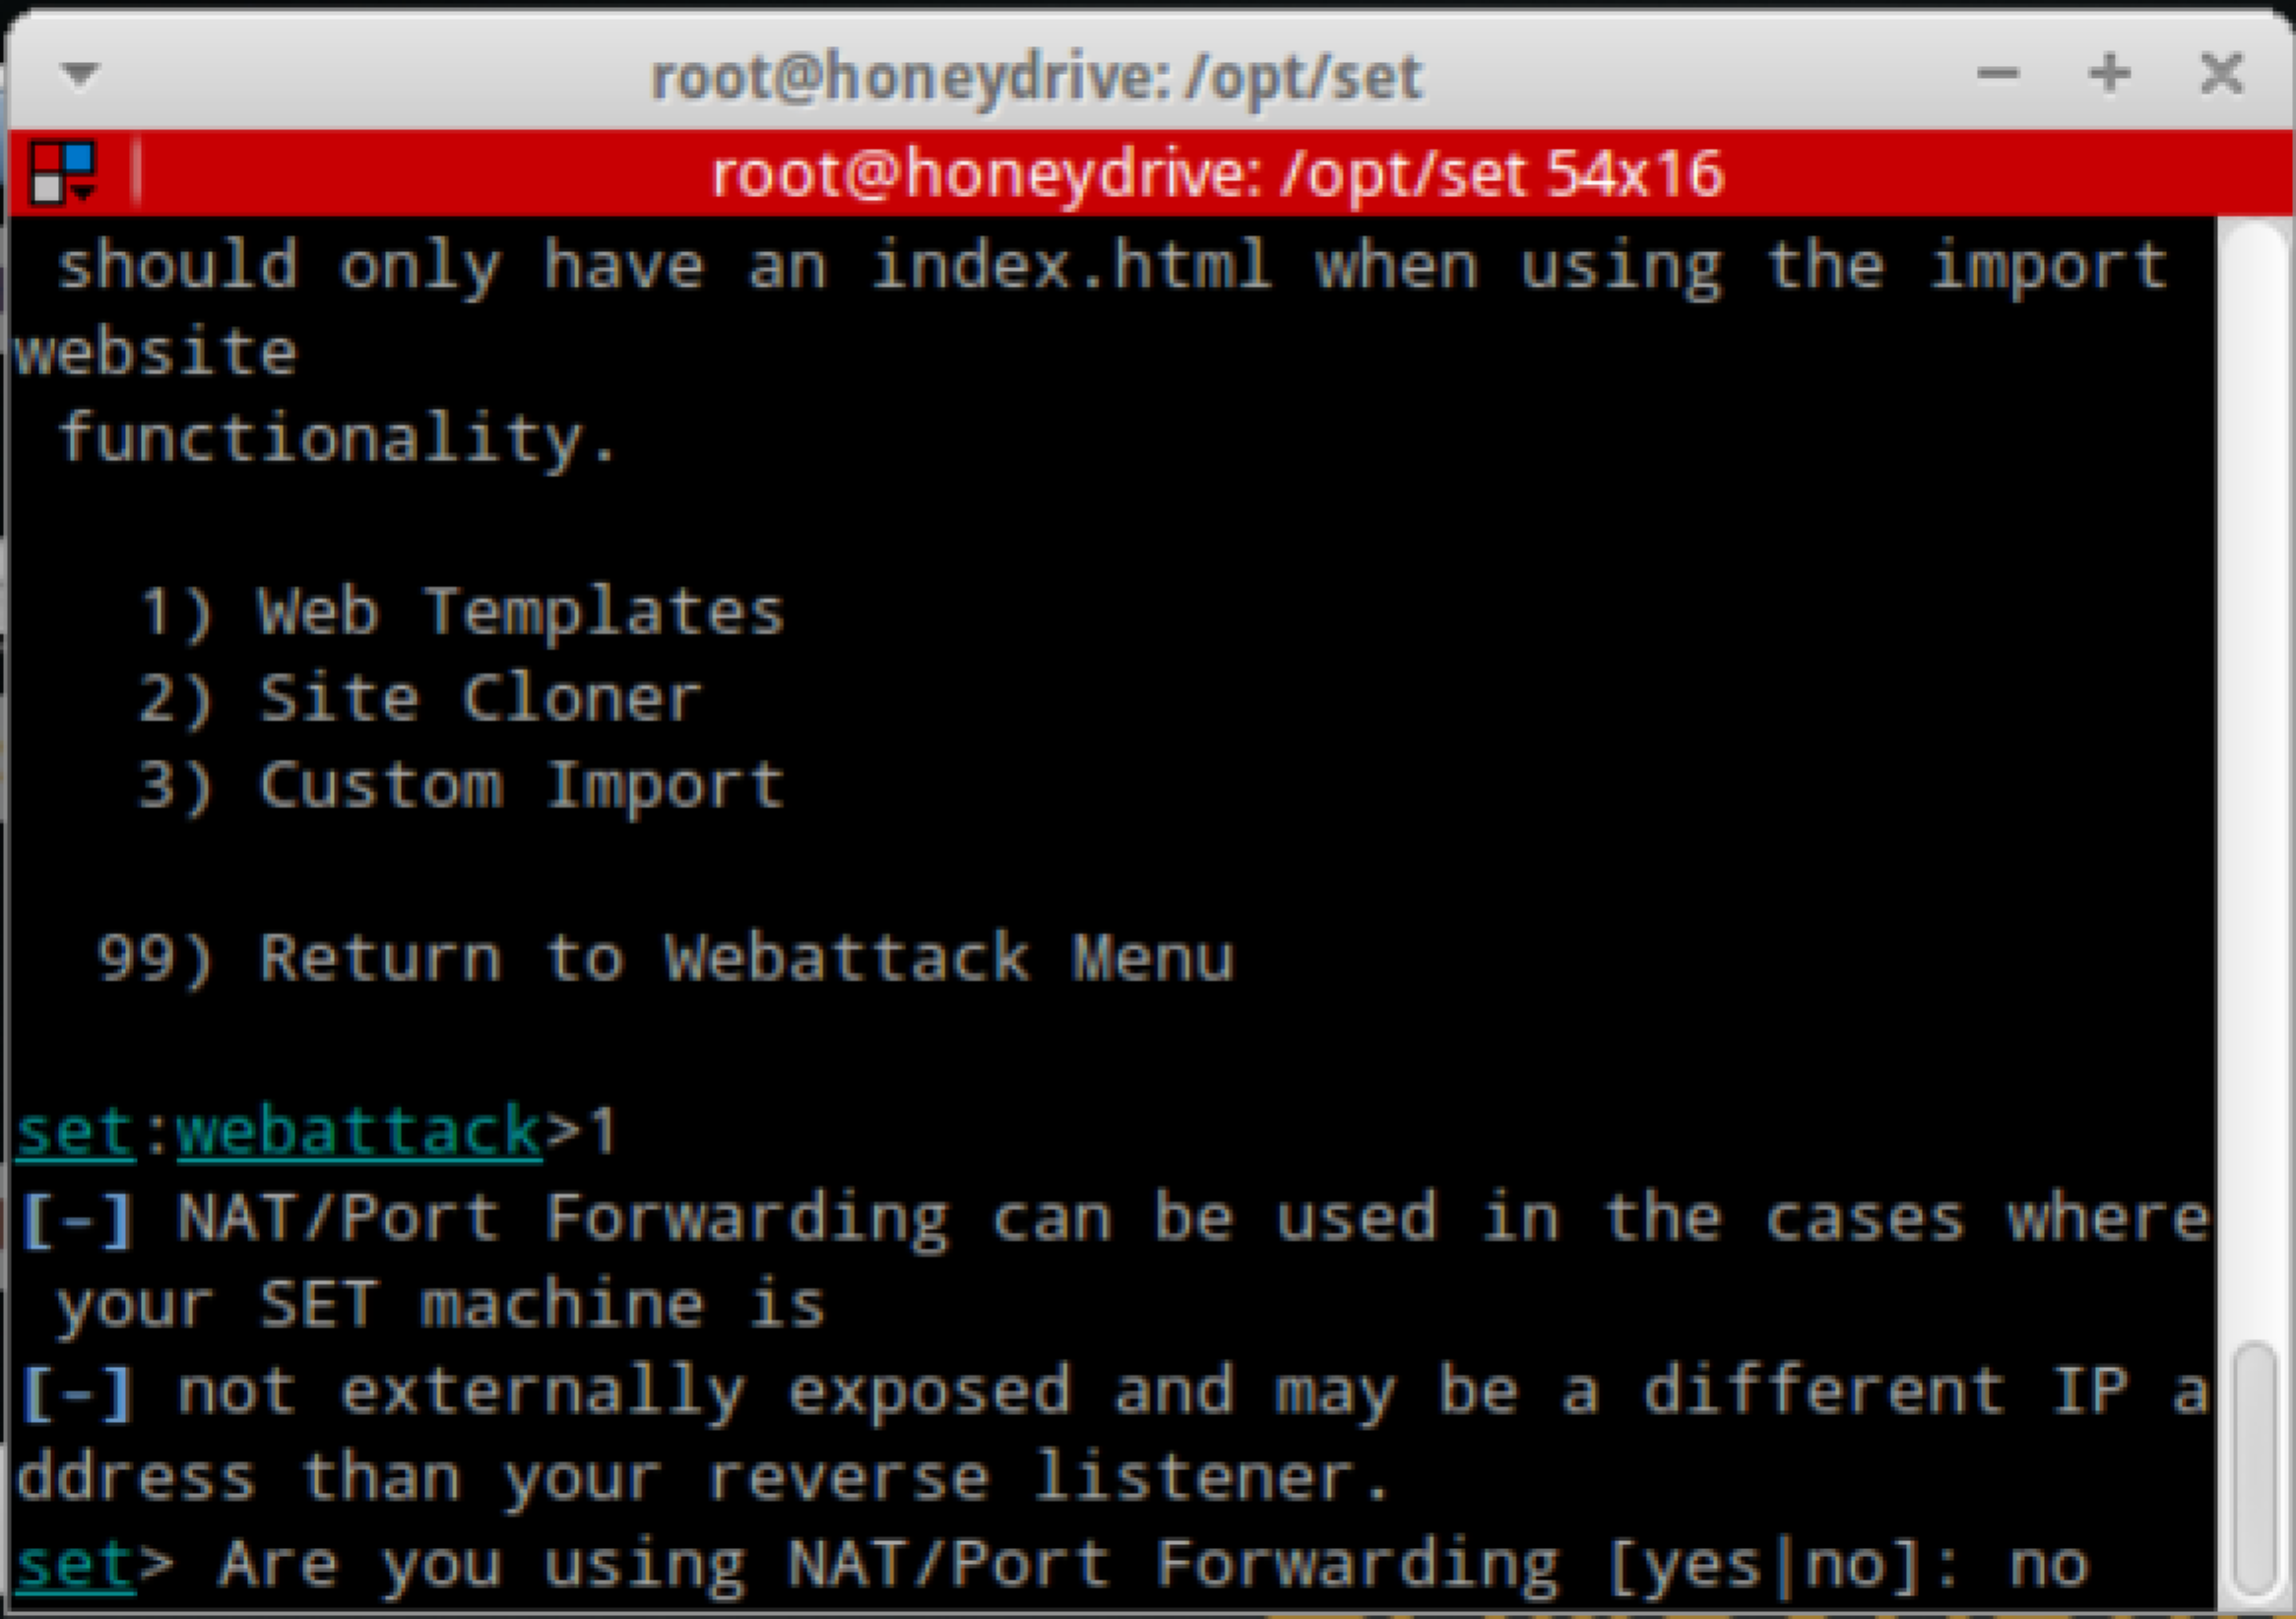 root@honeydrive: /opt/set
root@honeydrive: /opt/set 54x16
should only have an index.html when using the import
website
functionality.
1) Web Templates
2) Site Cloner
3) Custom Import
99) Return to Webattack Menu
set:webattack>1
[-] NAT/Port Forwarding can be used in the cases where
your SET machine is
[-] not externally exposed and may be a different IP a
ddress than your reverse listener.
set> Are you using NAT/Port Forwarding [yes|no]: no